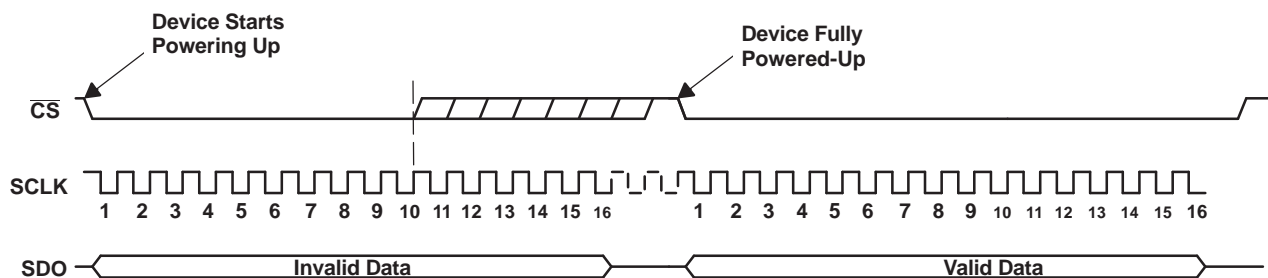 Device Starts
Powering Up
Device Fully
Powered-Up
CS
SCLK
1 2 3 4 5 6 7 8 9 10 11 12 13 14 15 16 1 2 3 4 5 6 7 8 9 10 11 12 13 14 15 16
SDO Invalid Data Valid Data